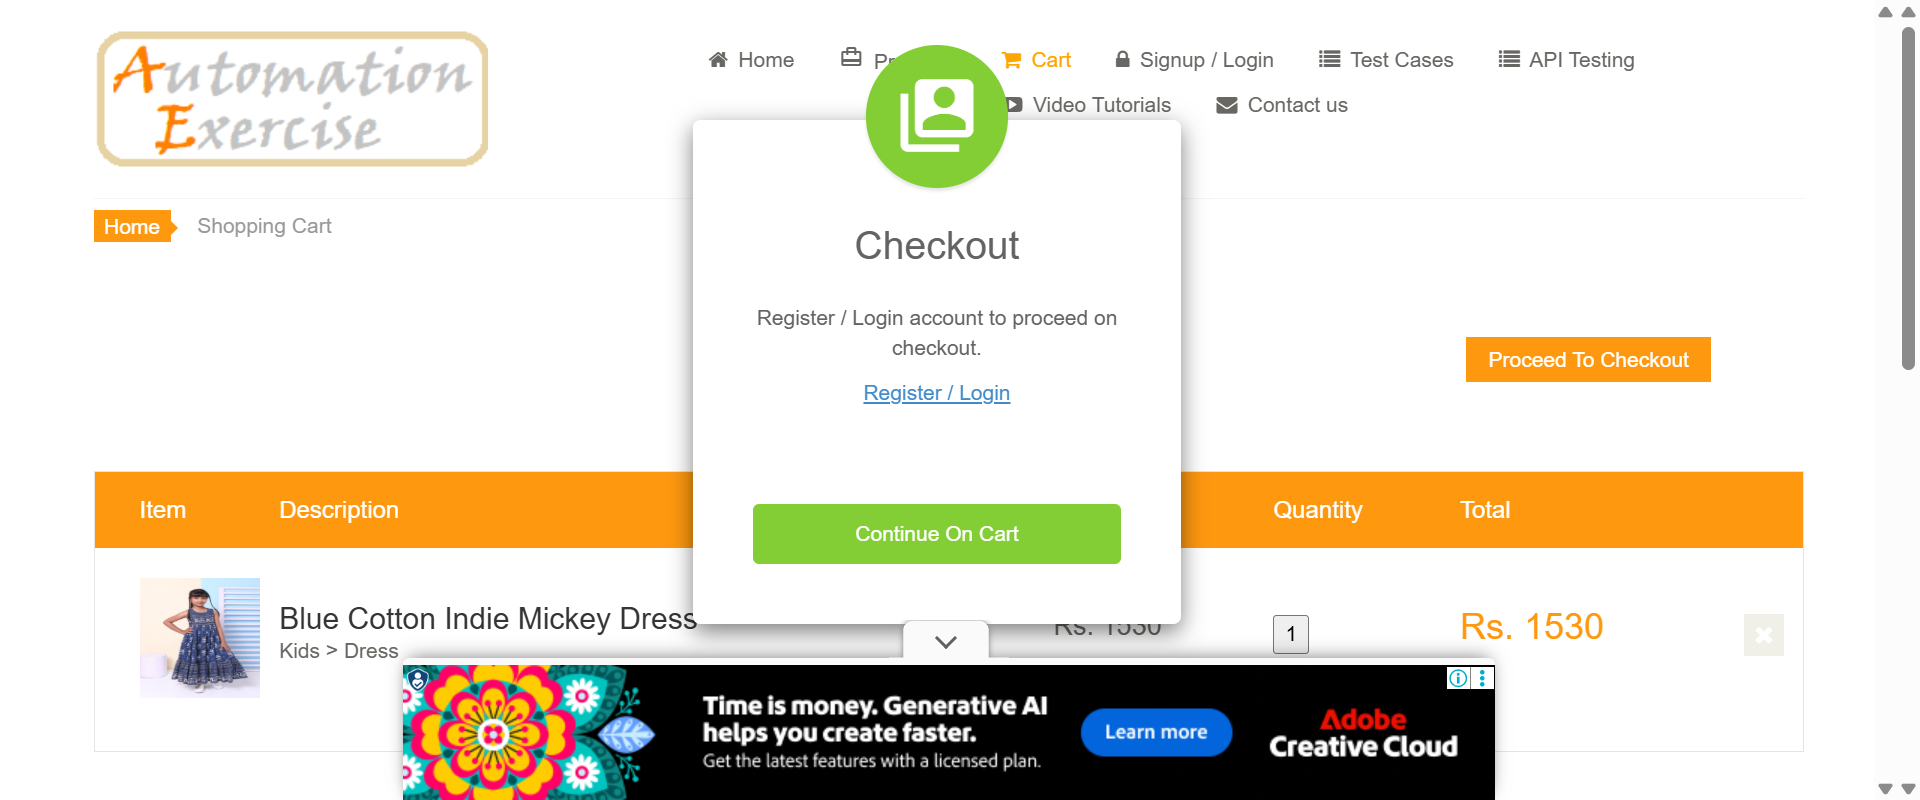 Automation
Exercise
Home
Cart
Signup / Login
Test Cases
API Testing
Video Tutorials
Contact us
Home
Shopping Cart
Checkout
Register / Login account to proceed on
checkout.
Register / Login
Continue On Cart
Proceed To Checkout
Item
Description
Quantity
Total
Blue Cotton Indie Mickey Dress
Kids > Dress
Rs. 1530
1
Rs. 1530
Time is money. Generative AI
helps you create faster.
Get the latest features with a licensed plan.
Learn more
Adobe
Creative Cloud